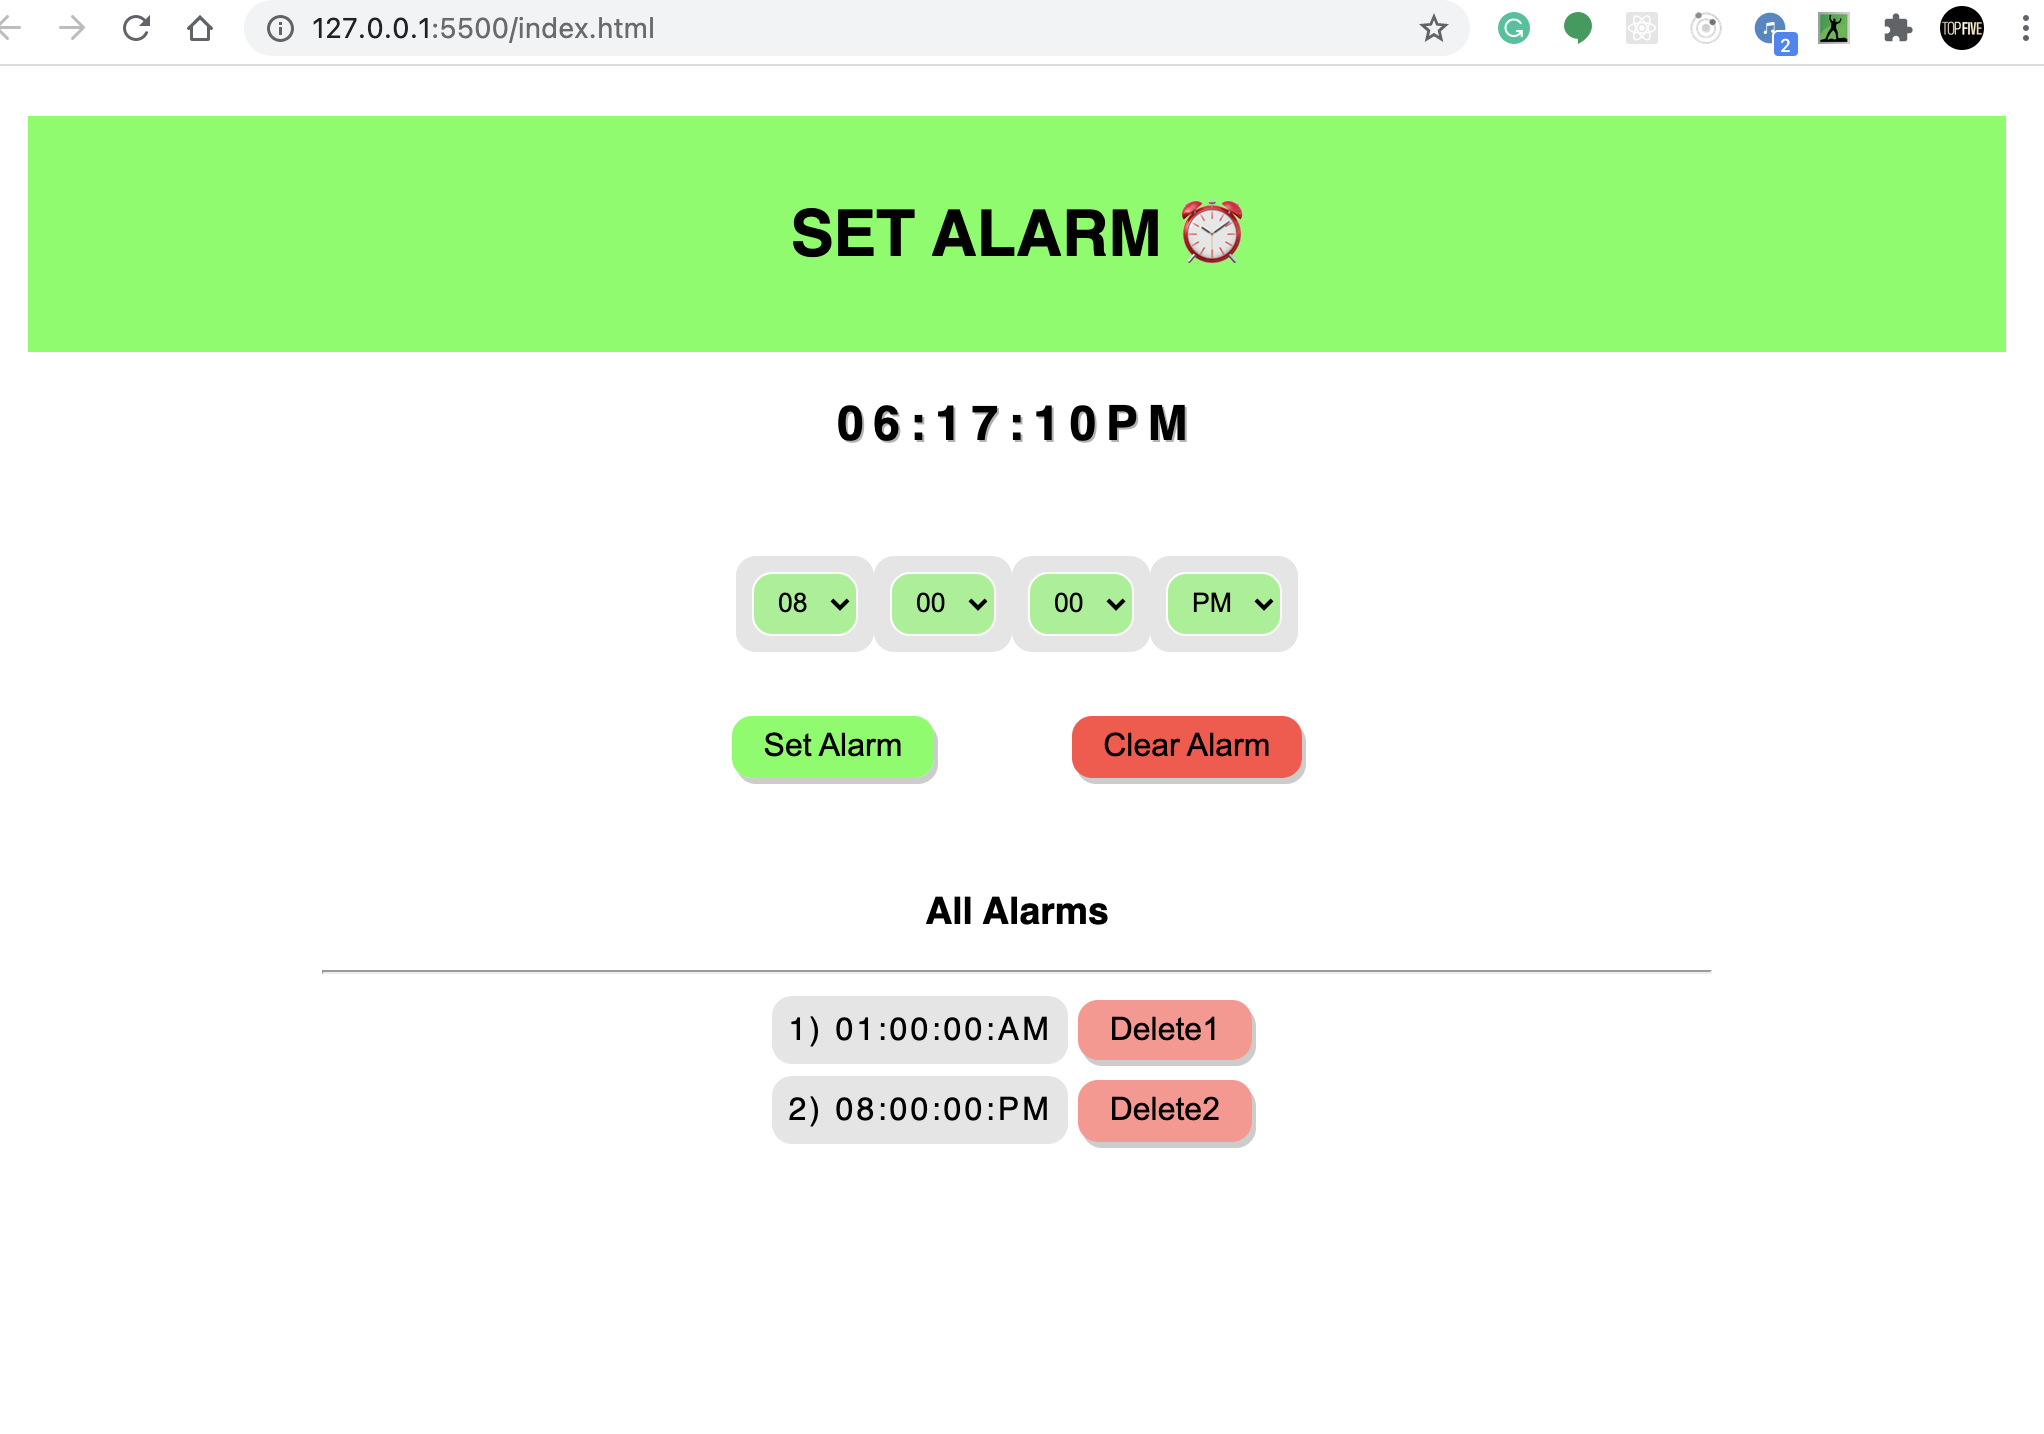 127.0.0.1:5500/index.html
2
TOPFIVE
SET ALARM ⏰
06:17:10PM
08 00 00 PM
Set Alarm Clear Alarm
All Alarms
1) 01:00:00:AM Delete1
2) 08:00:00:PM Delete2